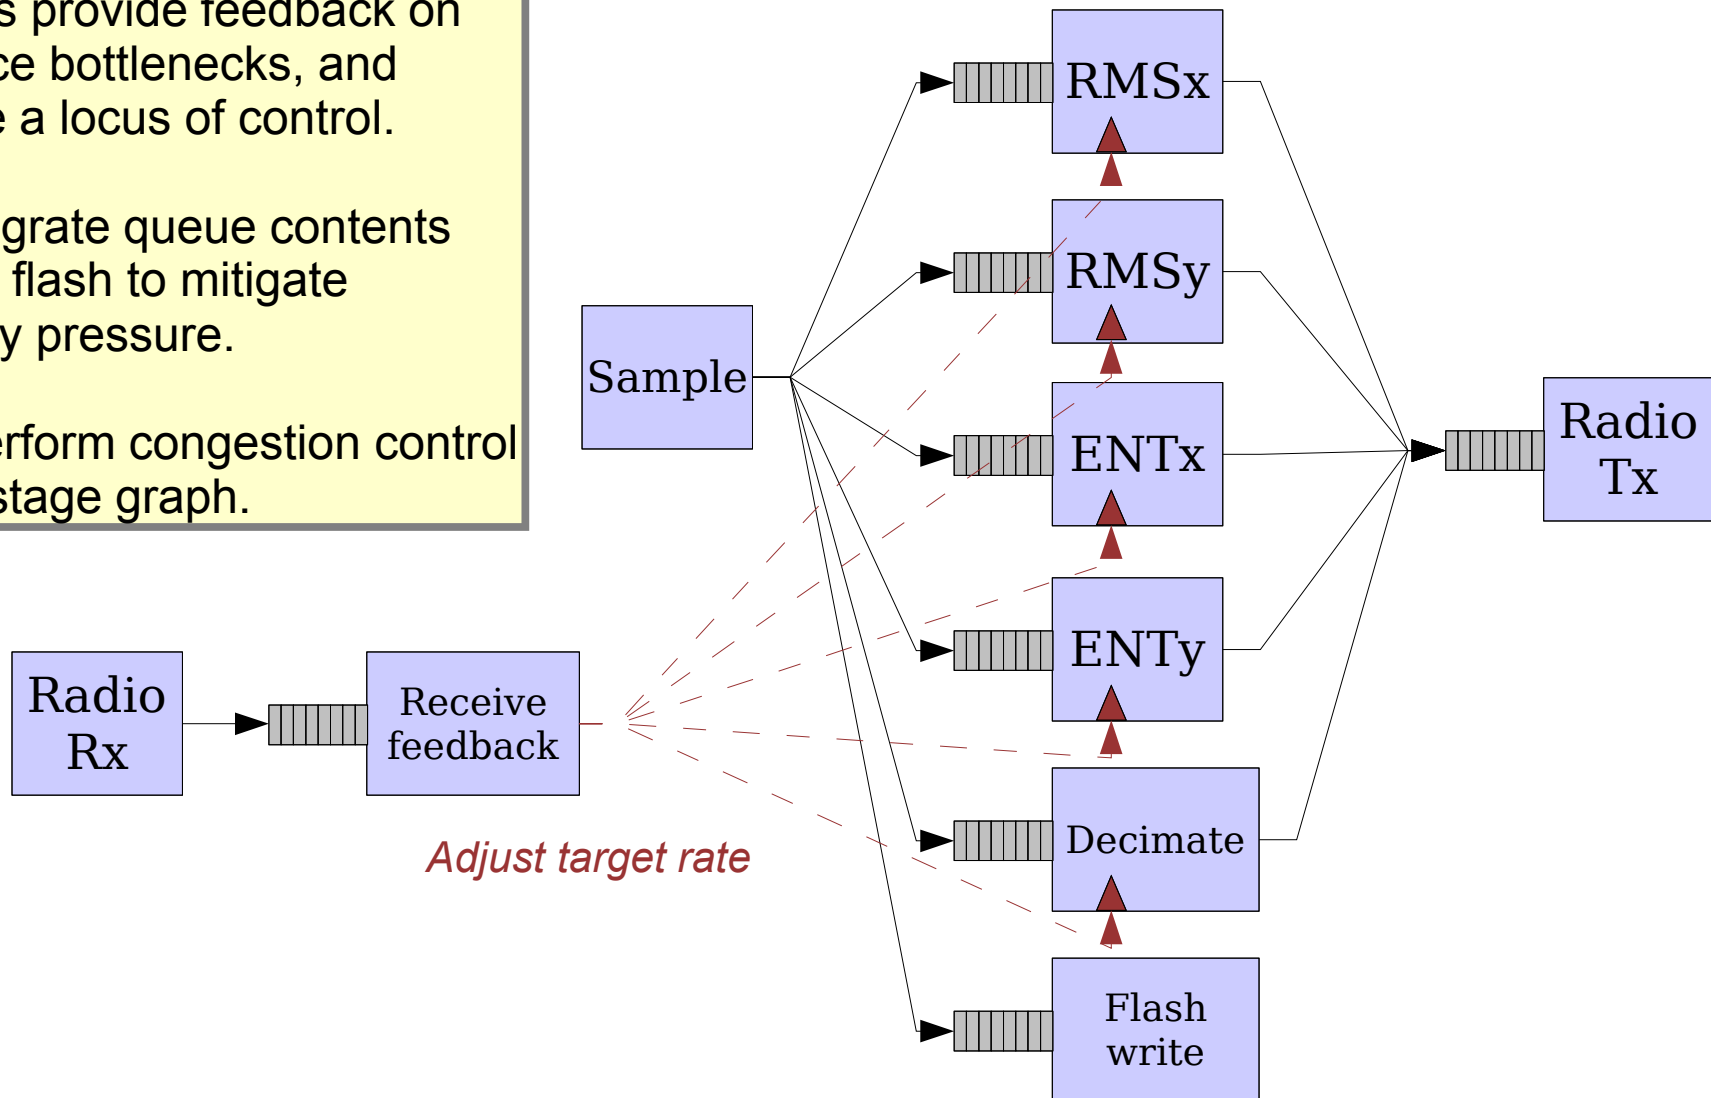 s provide feedback on
ce bottlenecks, and
e a locus of control.
grate queue contents
flash to mitigate
y pressure.
erform congestion control
stage graph.
RMSx
RMSy
Sample
ENTx
Radio
Tx
ENTy
Radio
Rx
Receive
feedback
Adjust target rate
Decimate
Flash
write